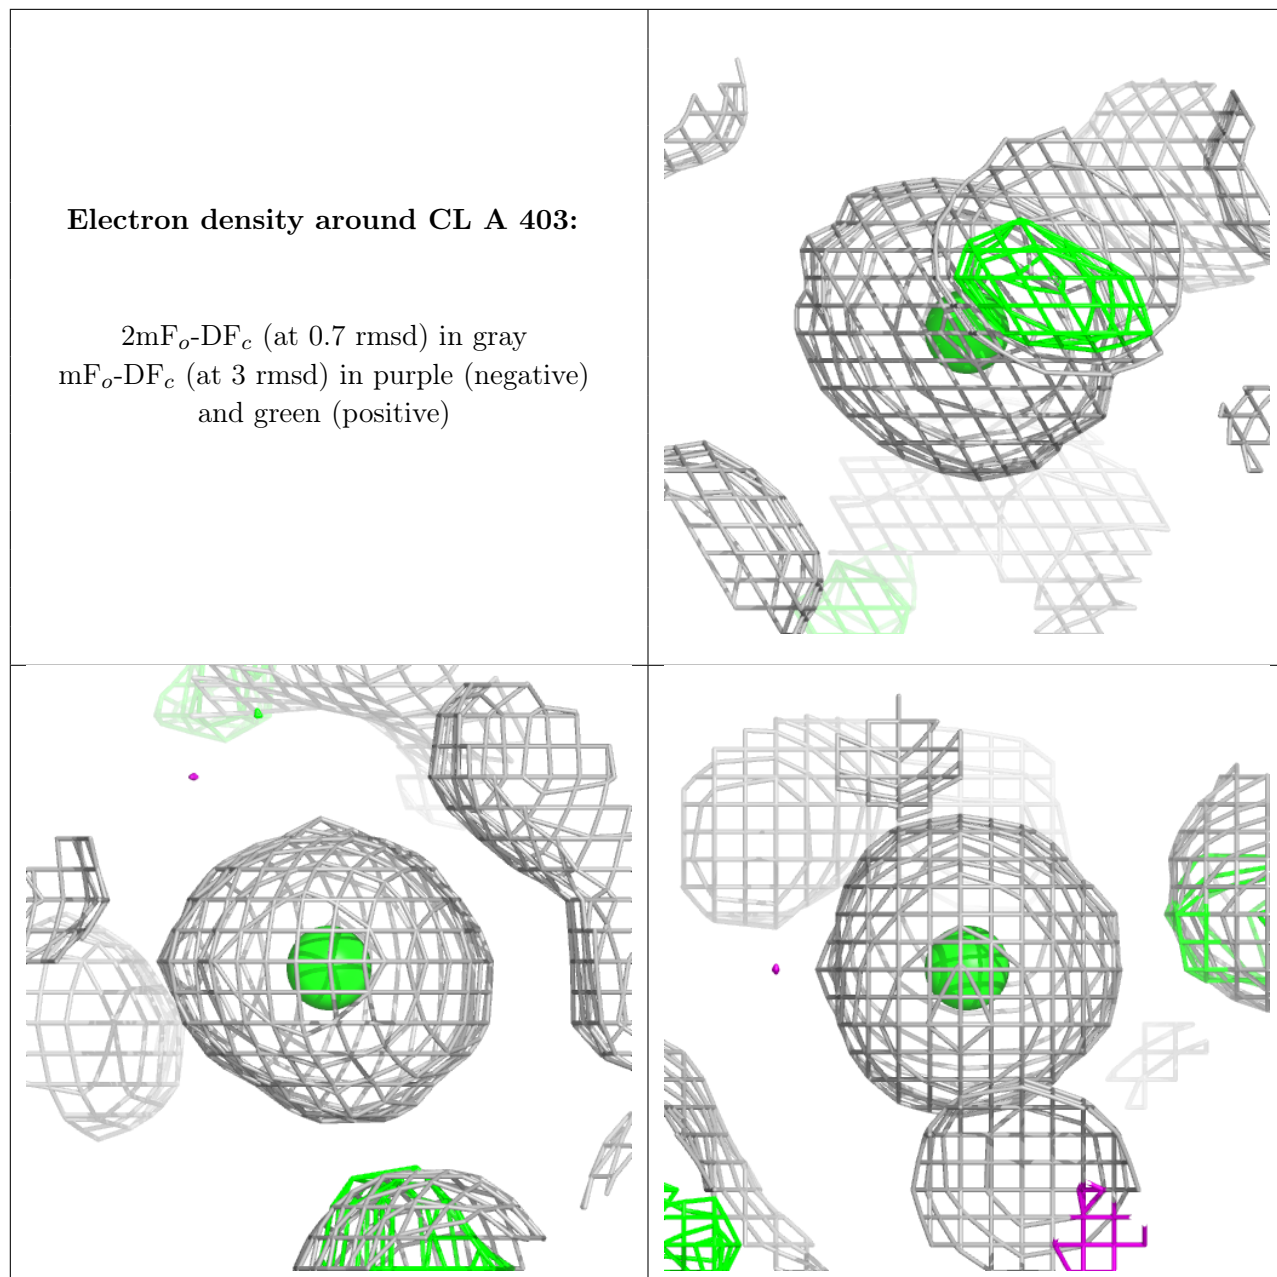 Electron density around CL A 403:
2mFₒ-DF𝒸 (at 0.7 rmsd) in gray
mFₒ-DF𝒸 (at 3 rmsd) in purple (negative)
and green (positive)